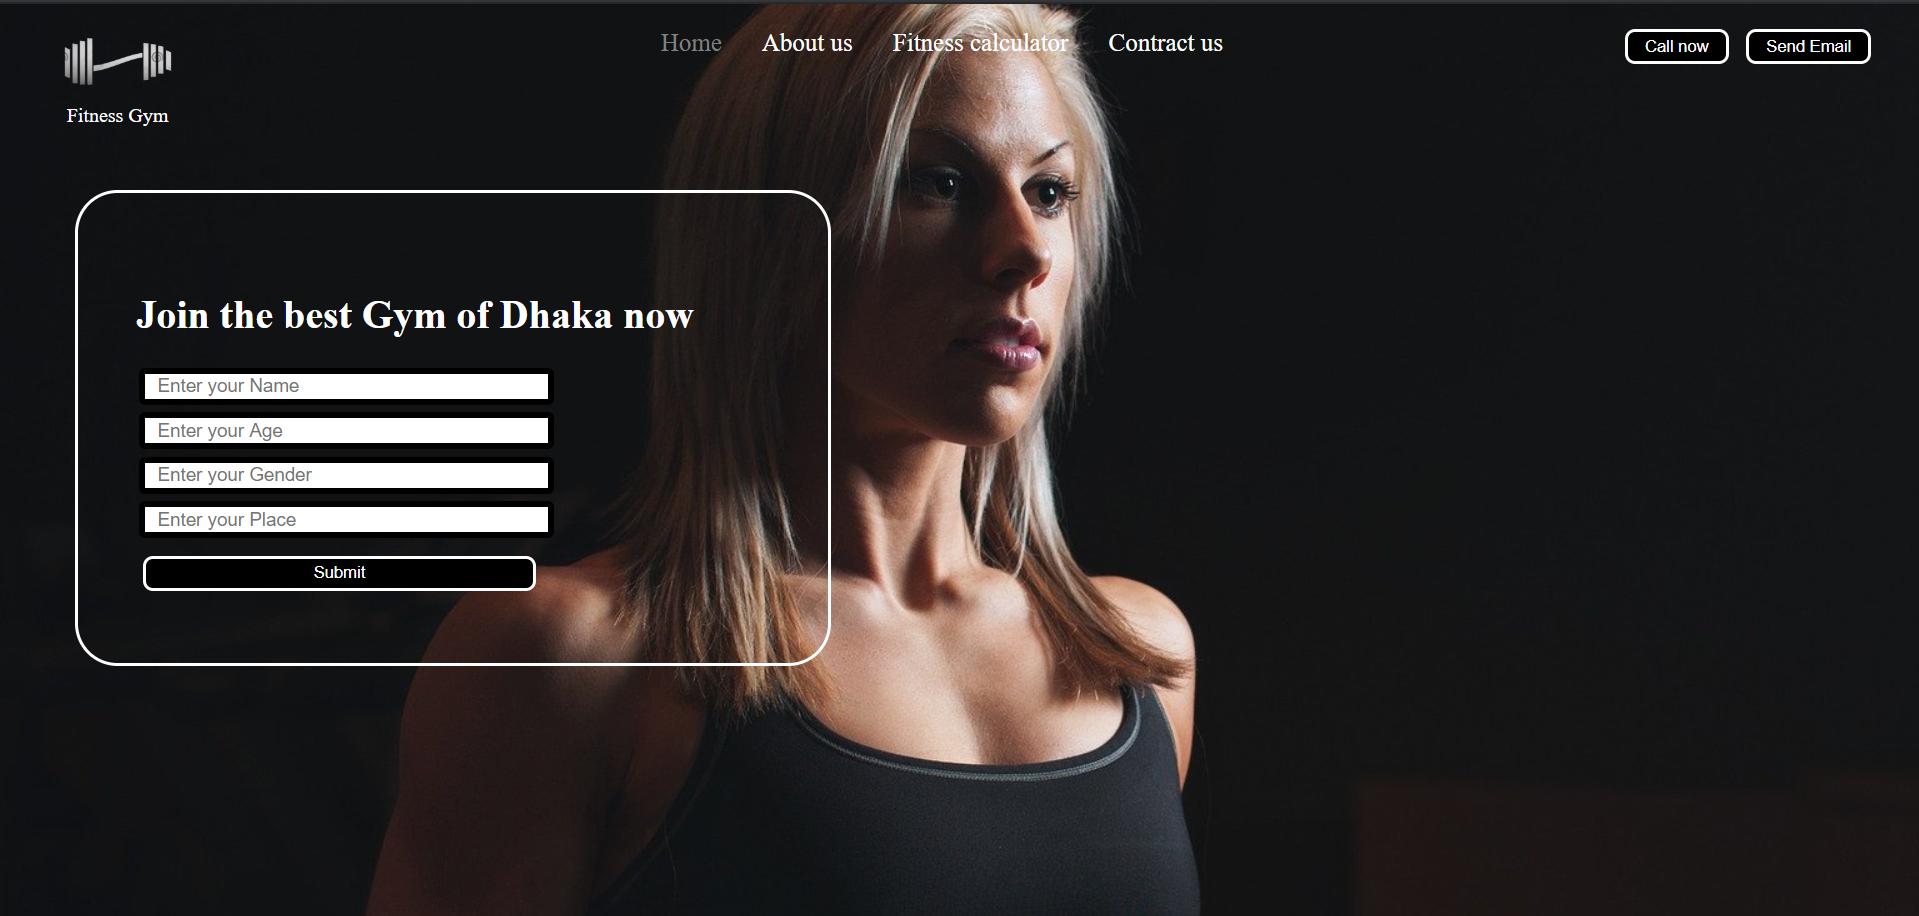 Home About us Fitness calculator Contract us Call now Send Email
Fitness Gym
Join the best Gym of Dhaka now
Enter your Name
Enter your Age
Enter your Gender
Enter your Place
Submit